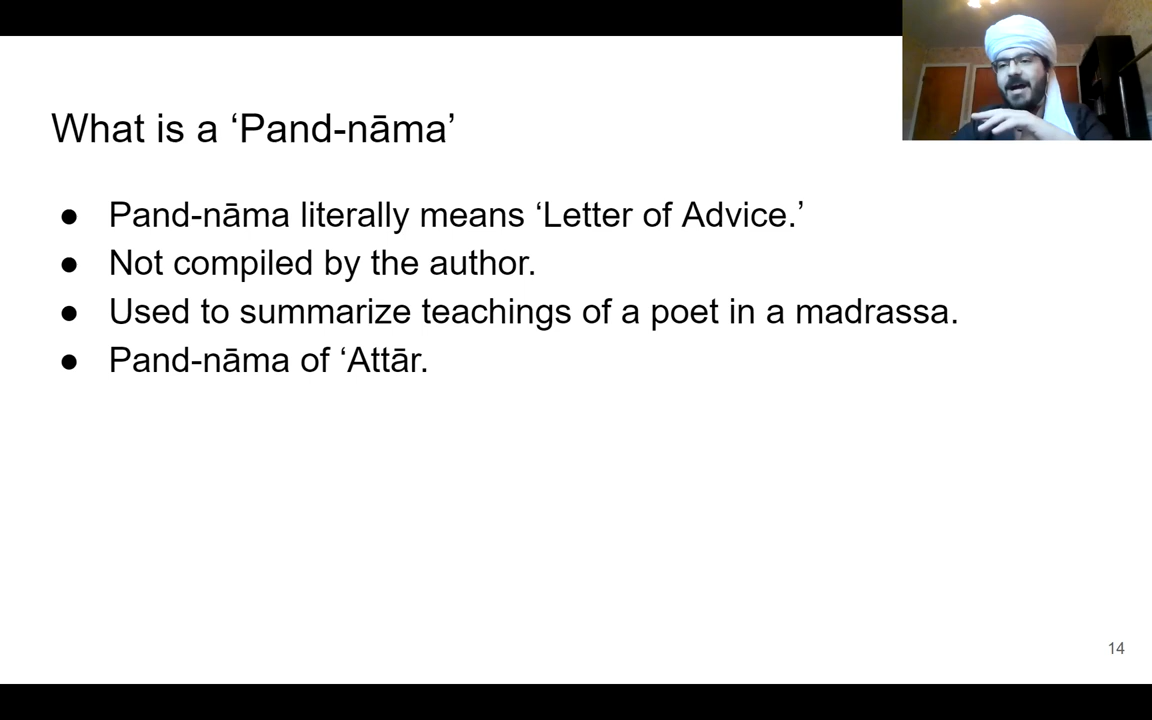 What is a ‘Pand-nāma’
● Pand-nāma literally means ‘Letter of Advice.’
● Not compiled by the author.
● Used to summarize teachings of a poet in a madrassa.
● Pand-nāma of ‘Attār.
14